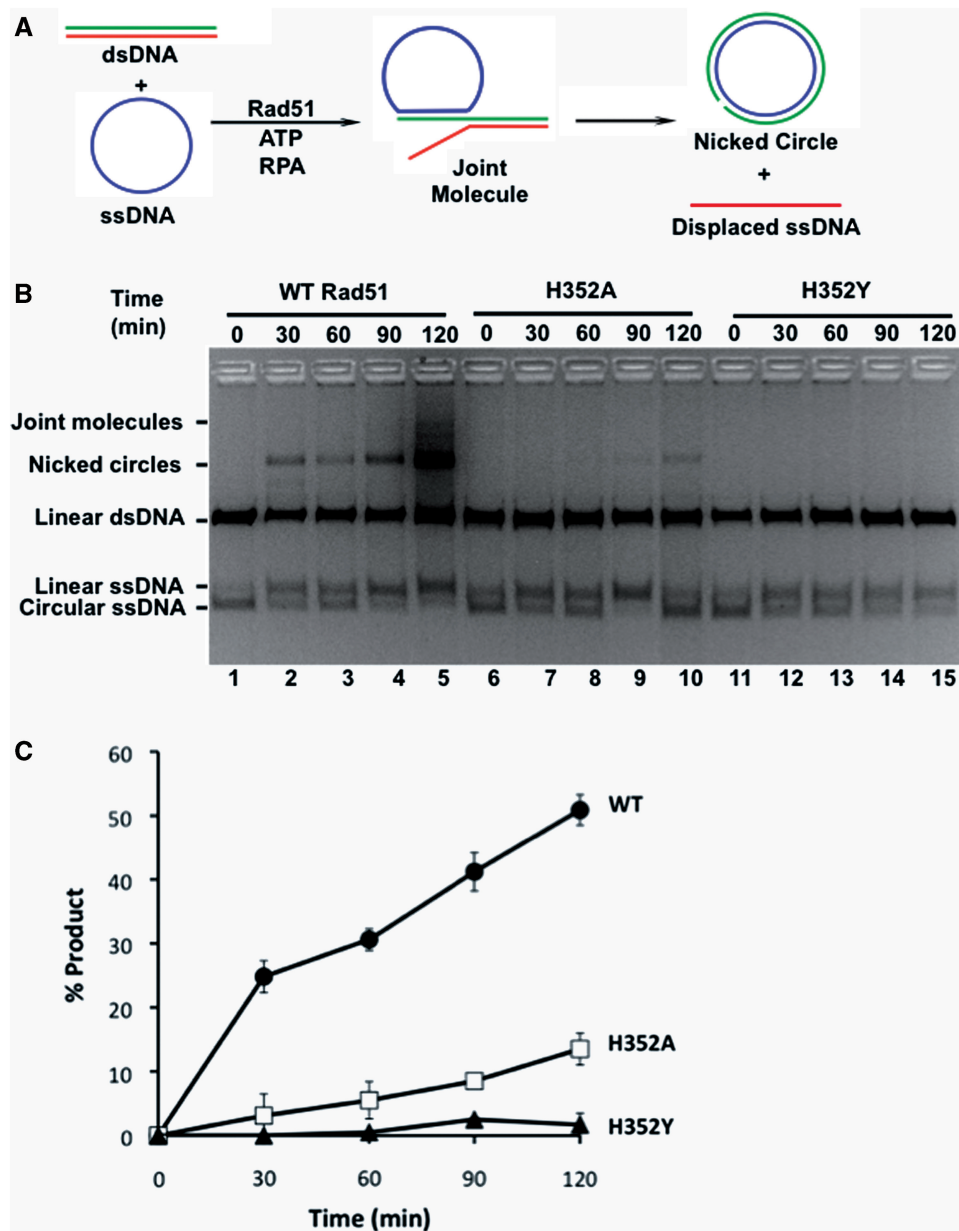 A
dsDNA
+
ssDNA
Rad51
ATP
RPA
Joint
Molecule
Nicked Circle
+
Displaced ssDNA
B
Time
(min)
WT Rad51 H352A H352Y
0 30 60 90 120 0 30 60 90 120 0 30 60 90 120
Joint molecules
Nicked circles
Linear dsDNA
Linear ssDNA
Circular ssDNA
1 2 3 4 5 6 7 8 9 10 11 12 13 14 15
C
% Product
60
50
40
30
20
10
0
WT
H352A
H352Y
0 30 60 90 120
Time (min)